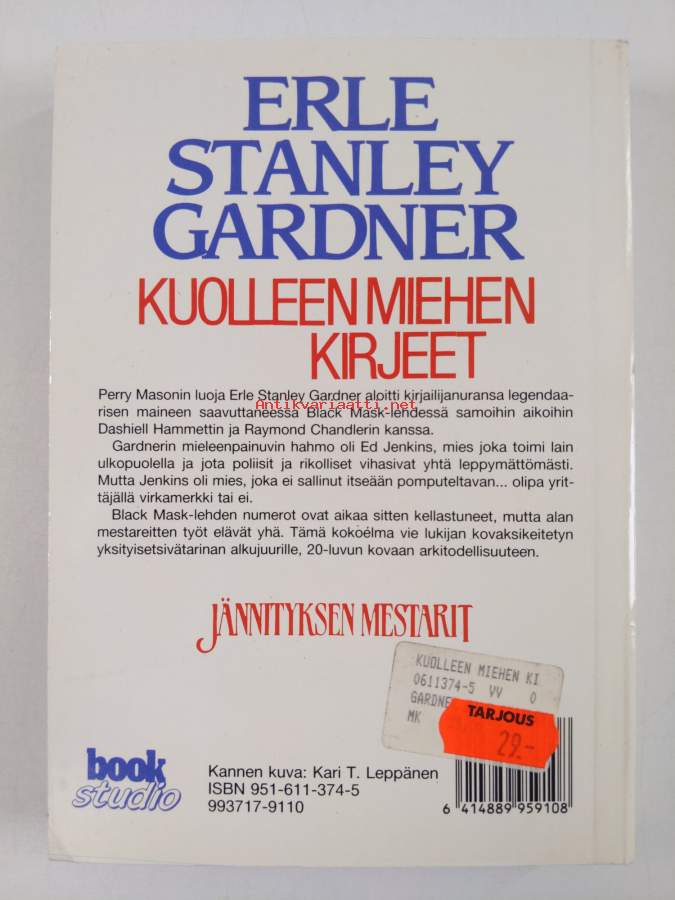 ERLE
STANLEY
GARDNER
KUOLLEEN MIEHEN
KIRJEET
Perry Masonin luoja Erle Stanley Gardner aloitti kirjailijanuransa legendaa-
risen maineen saavuttaneessa Black Mask-lehdessä samoihin aikoihin
Antikvariaatti.net
Dashiell Hammettin ja Raymond Chandlerin kanssa.
Gardnerin mieleenpainuvin hahmo oli Ed Jenkins, mies joka toimi lain
ulkopuolella ja jota poliisit ja rikolliset vihasivat yhtä leppymättömästi.
Mutta Jenkins oli mies, joka ei sallinut itseään pomputeltavan... olipa yrit-
täjällä virkamerkki tai ei.
Black Mask-lehden numerot ovat aikaa sitten kellastuneet, mutta alan
mestareitten työt elävät yhä. Tämä kokoelma vie lukijan kovaksikeitetyn
yksityisetsivätarinan alkujuurille, 20-luvun kovaan arkitodellisuuteen.
JÄNNITYKSEN MESTARIT
KUOLLEEN MIEHEN KI
0611374-5 VV 0
GARDNE
MK
TARJOUS
29.-
book
studio
Kannen kuva: Kari T. Leppänen
ISBN 951-611-374-5
993717-9110
6 414889 959108